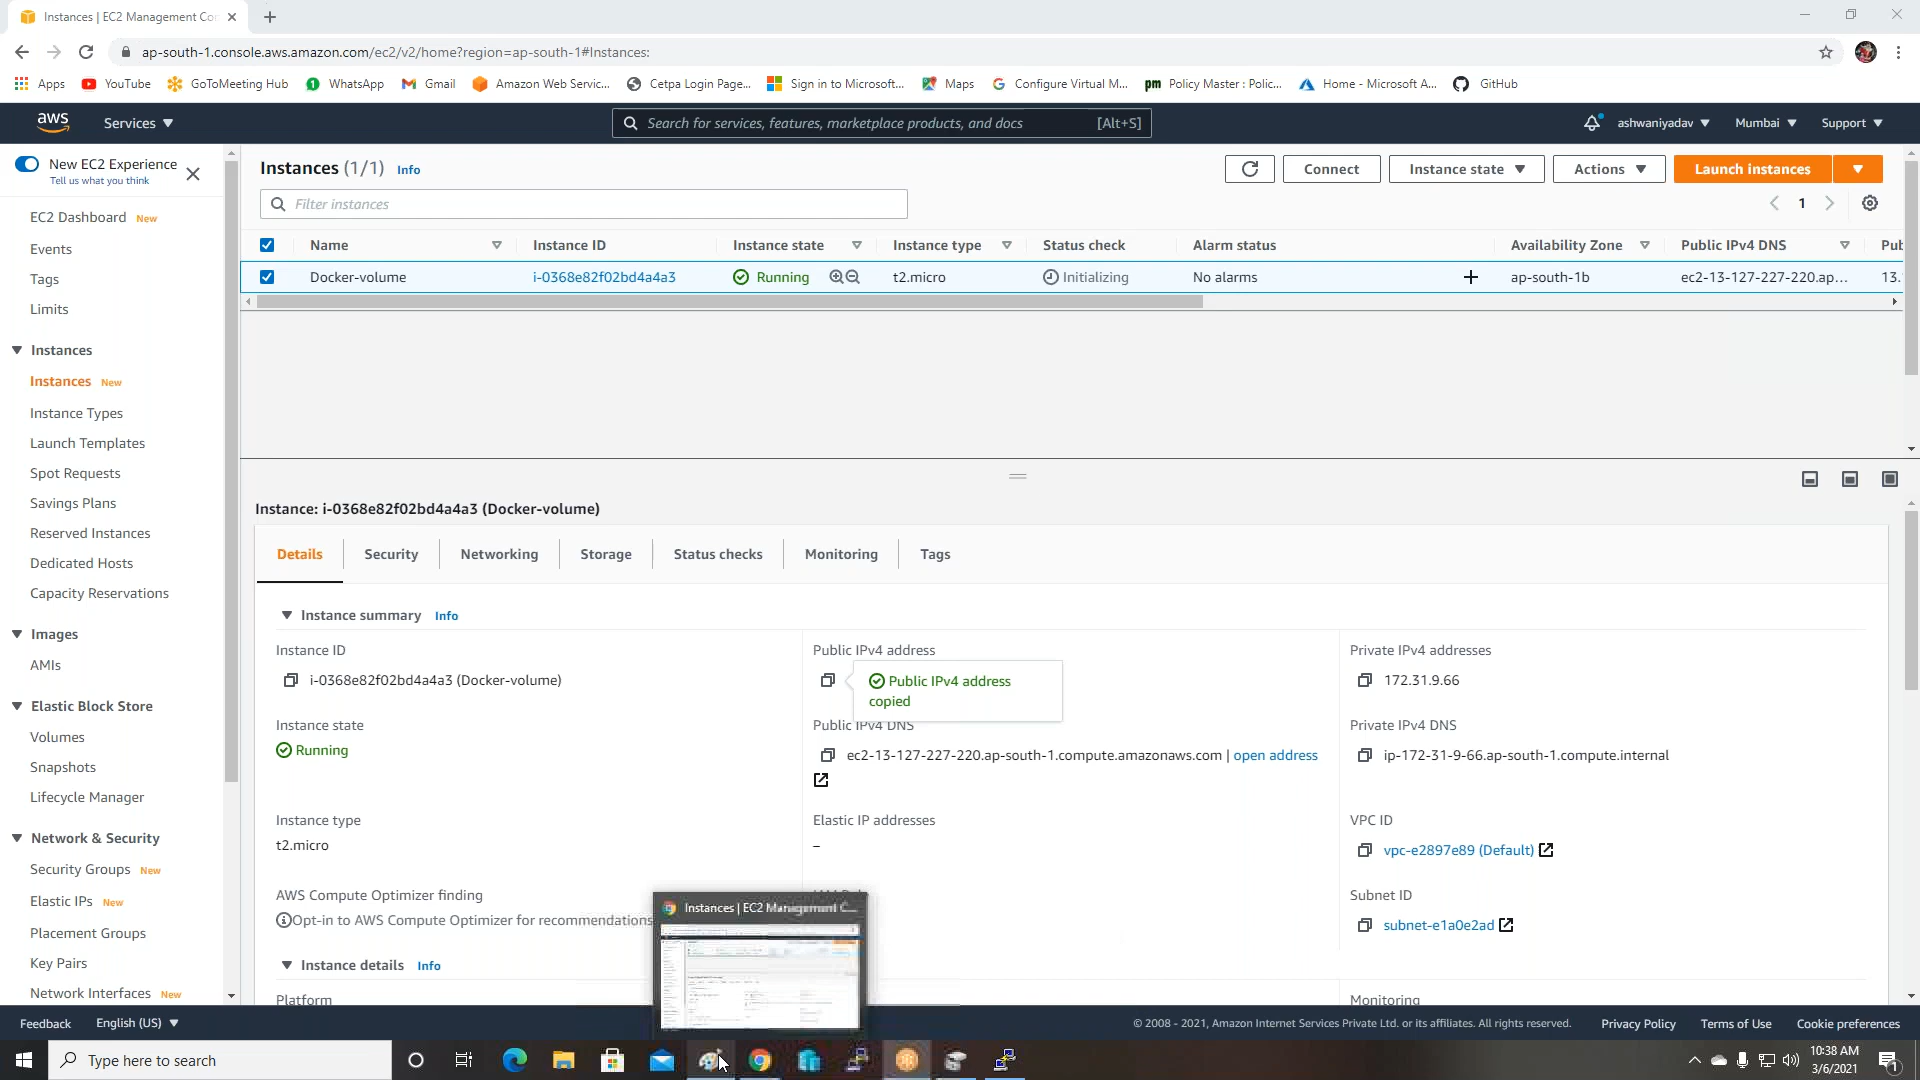 Instances | EC2 Management Con
ap-south-1.console.aws.amazon.com/ec2/v2/home?region=ap-south-1#Instances:
Apps YouTube GoToMeeting Hub WhatsApp Gmail Amazon Web Servic... Cetpa Login Page... Sign in to Microsoft... Maps Configure Virtual M... pm Policy Master : Polic... Home - Microsoft A... GitHub
aws Services Search for services, features, marketplace products, and docs [Alt+S] ashwaniyadav Mumbai Support
New EC2 Experience
Tell us what you think
EC2 Dashboard New
Events
Tags
Limits
Instances
Instances New
Instance Types
Launch Templates
Spot Requests
Savings Plans
Reserved Instances
Dedicated Hosts
Capacity Reservations
Images
AMIs
Elastic Block Store
Volumes
Snapshots
Lifecycle Manager
Network & Security
Security Groups New
Elastic IPs New
Placement Groups
Key Pairs
Network Interfaces New
Instances (1/1) Info Connect Instance state Actions Launch instances
Filter instances 1
Name Instance ID Instance state Instance type Status check Alarm status Availability Zone Public IPv4 DNS Put
Docker-volume i-0368e82f02bd4a4a3 Running t2.micro Initializing No alarms ap-south-1b ec2-13-127-227-220.ap... 13.
Instance: i-0368e82f02bd4a4a3 (Docker-volume)
Details Security Networking Storage Status checks Monitoring Tags
Instance summary Info
Instance ID
i-0368e82f02bd4a4a3 (Docker-volume)
Public IPv4 address
Public IPv4 address
copied
Private IPv4 addresses
172.31.9.66
Instance state
Running
Public IPv4 DNS
ec2-13-127-227-220.ap-south-1.compute.amazonaws.com | open address
Private IPv4 DNS
ip-172-31-9-66.ap-south-1.compute.internal
Instance type
t2.micro
Elastic IP addresses
–
VPC ID
vpc-e2897e89 (Default)
AWS Compute Optimizer finding
Opt-in to AWS Compute Optimizer for recommendations
Subnet ID
subnet-e1a0e2ad
Instances | EC2 Management C...
Instance details Info
Platform
Monitoring
Feedback English (US) © 2008 - 2021, Amazon Internet Services Private Ltd. or its affiliates. All rights reserved. Privacy Policy Terms of Use Cookie preferences
Type here to search
10:38 AM
3/6/2021
1